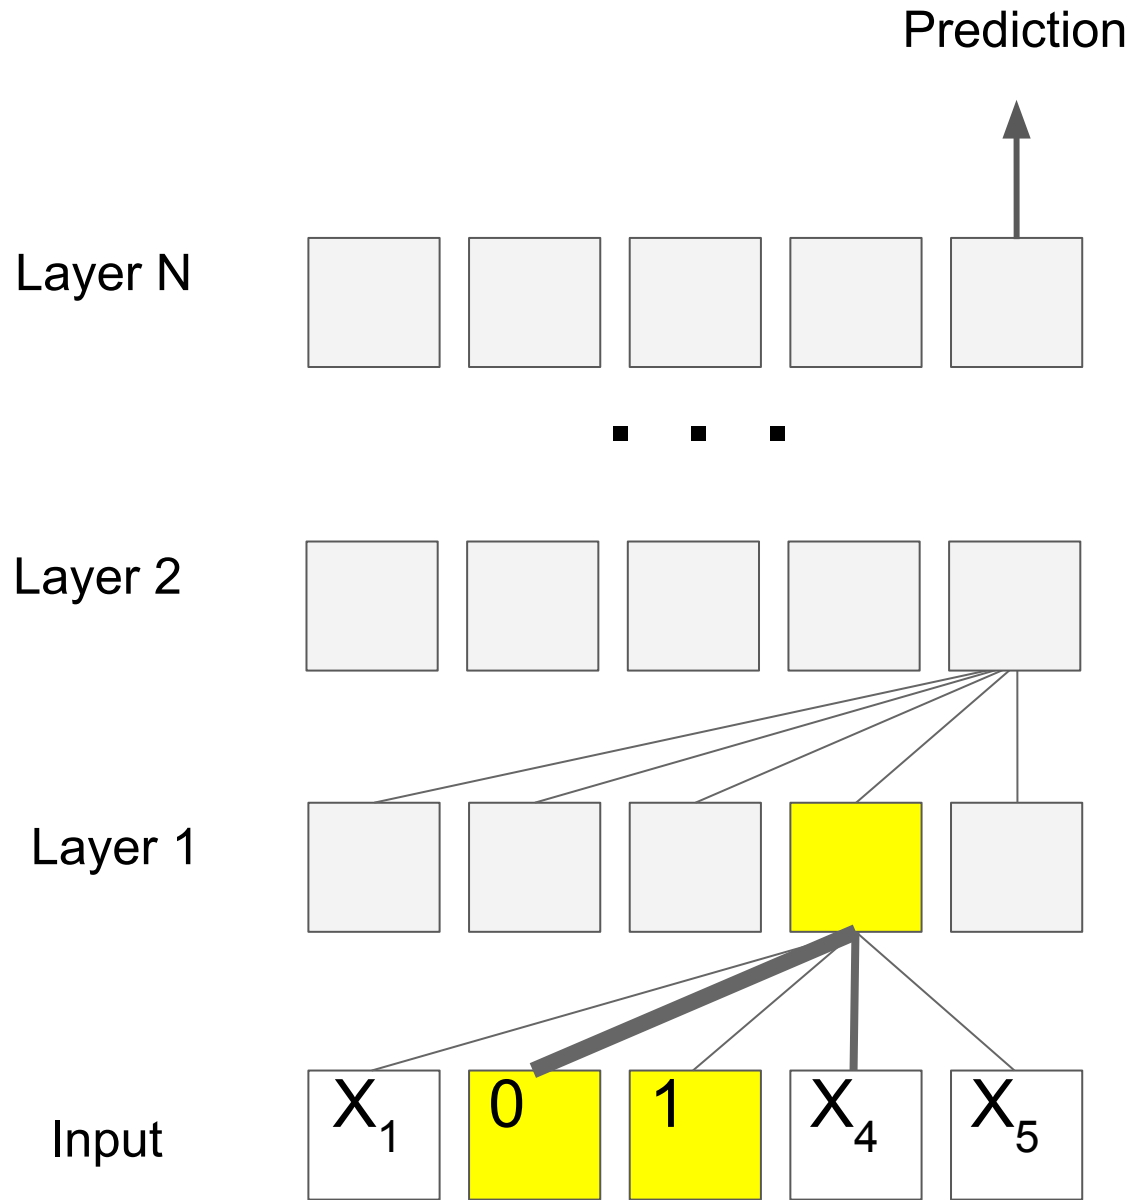 Prediction
Layer N
. . .
Layer 2
Layer 1
Input
X₁ 0 1 X₄ X₅